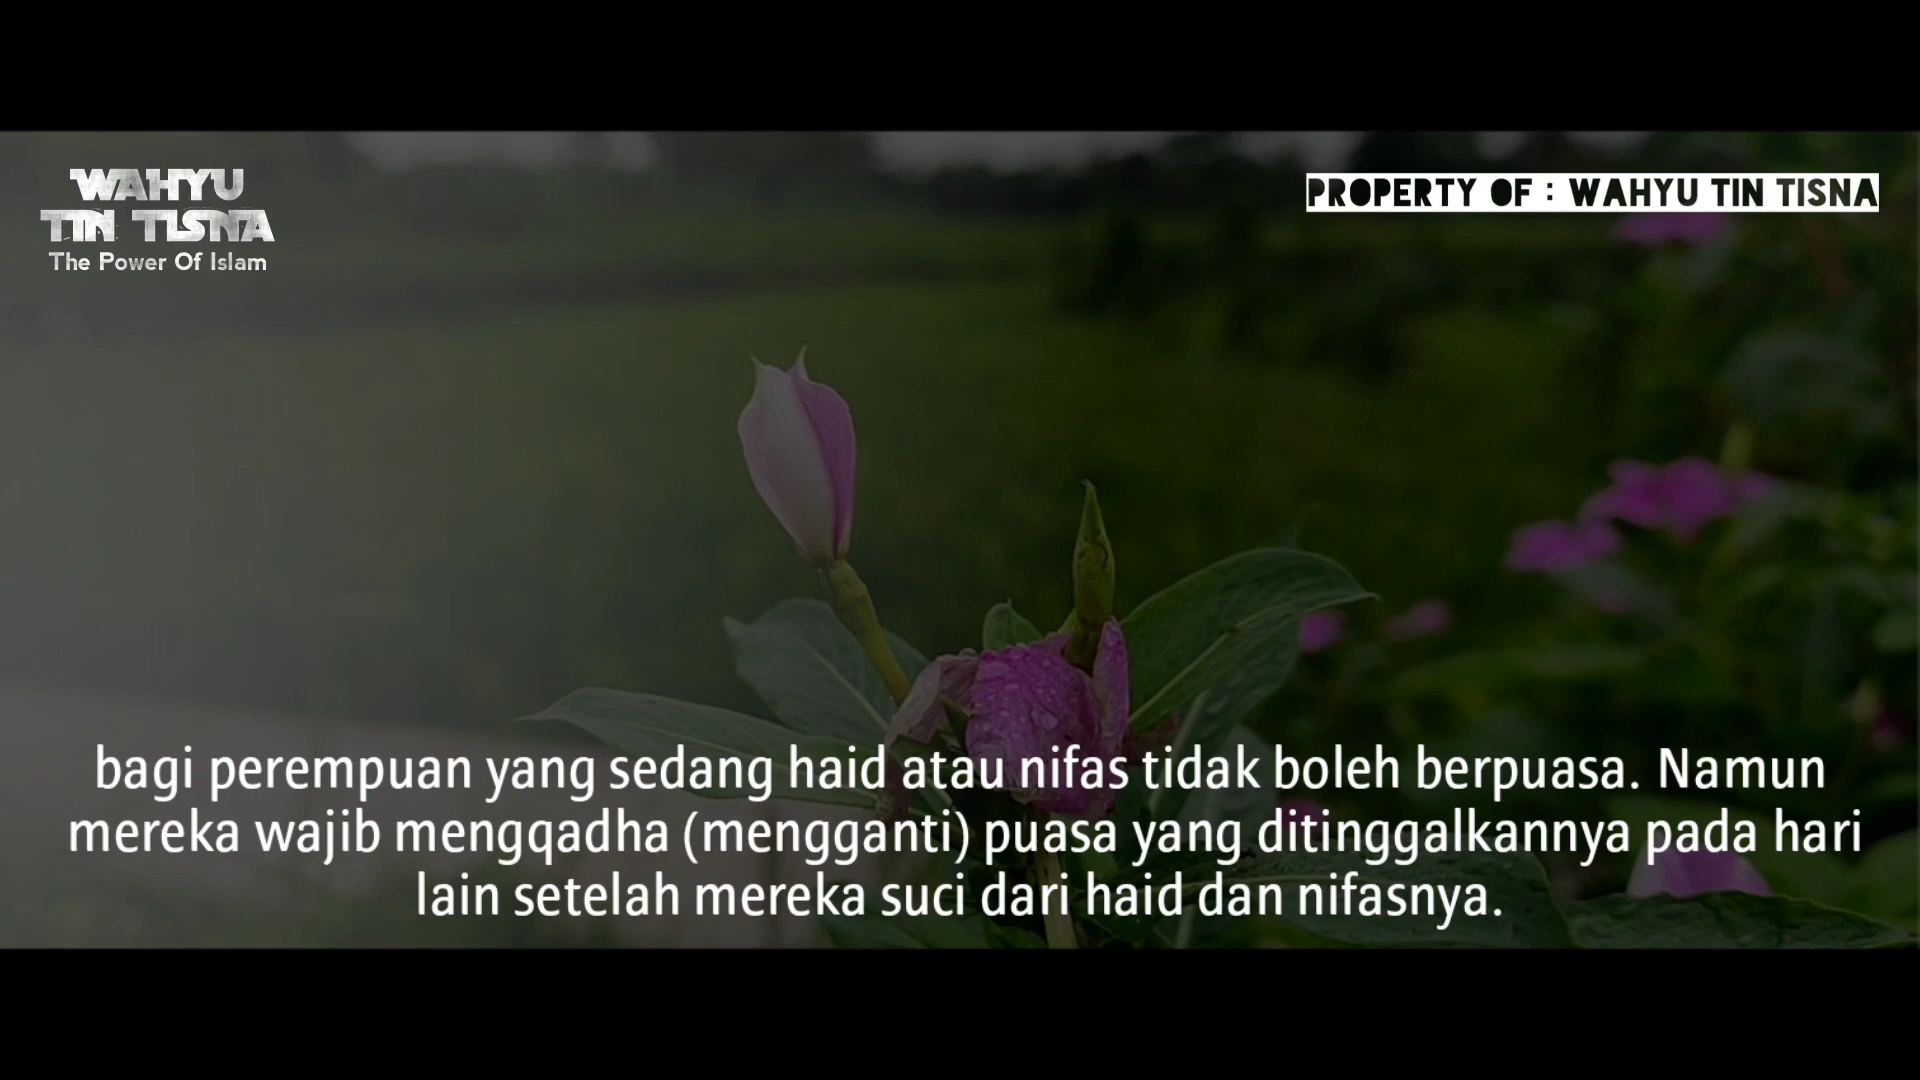 WAHYU
TIN TISNA
The Power Of Islam
PROPERTY OF : WAHYU TIN TISNA
bagi perempuan yang sedang haid atau nifas tidak boleh berpuasa. Namun
mereka wajib mengqadha (mengganti) puasa yang ditinggalkannya pada hari
lain setelah mereka suci dari haid dan nifasnya.